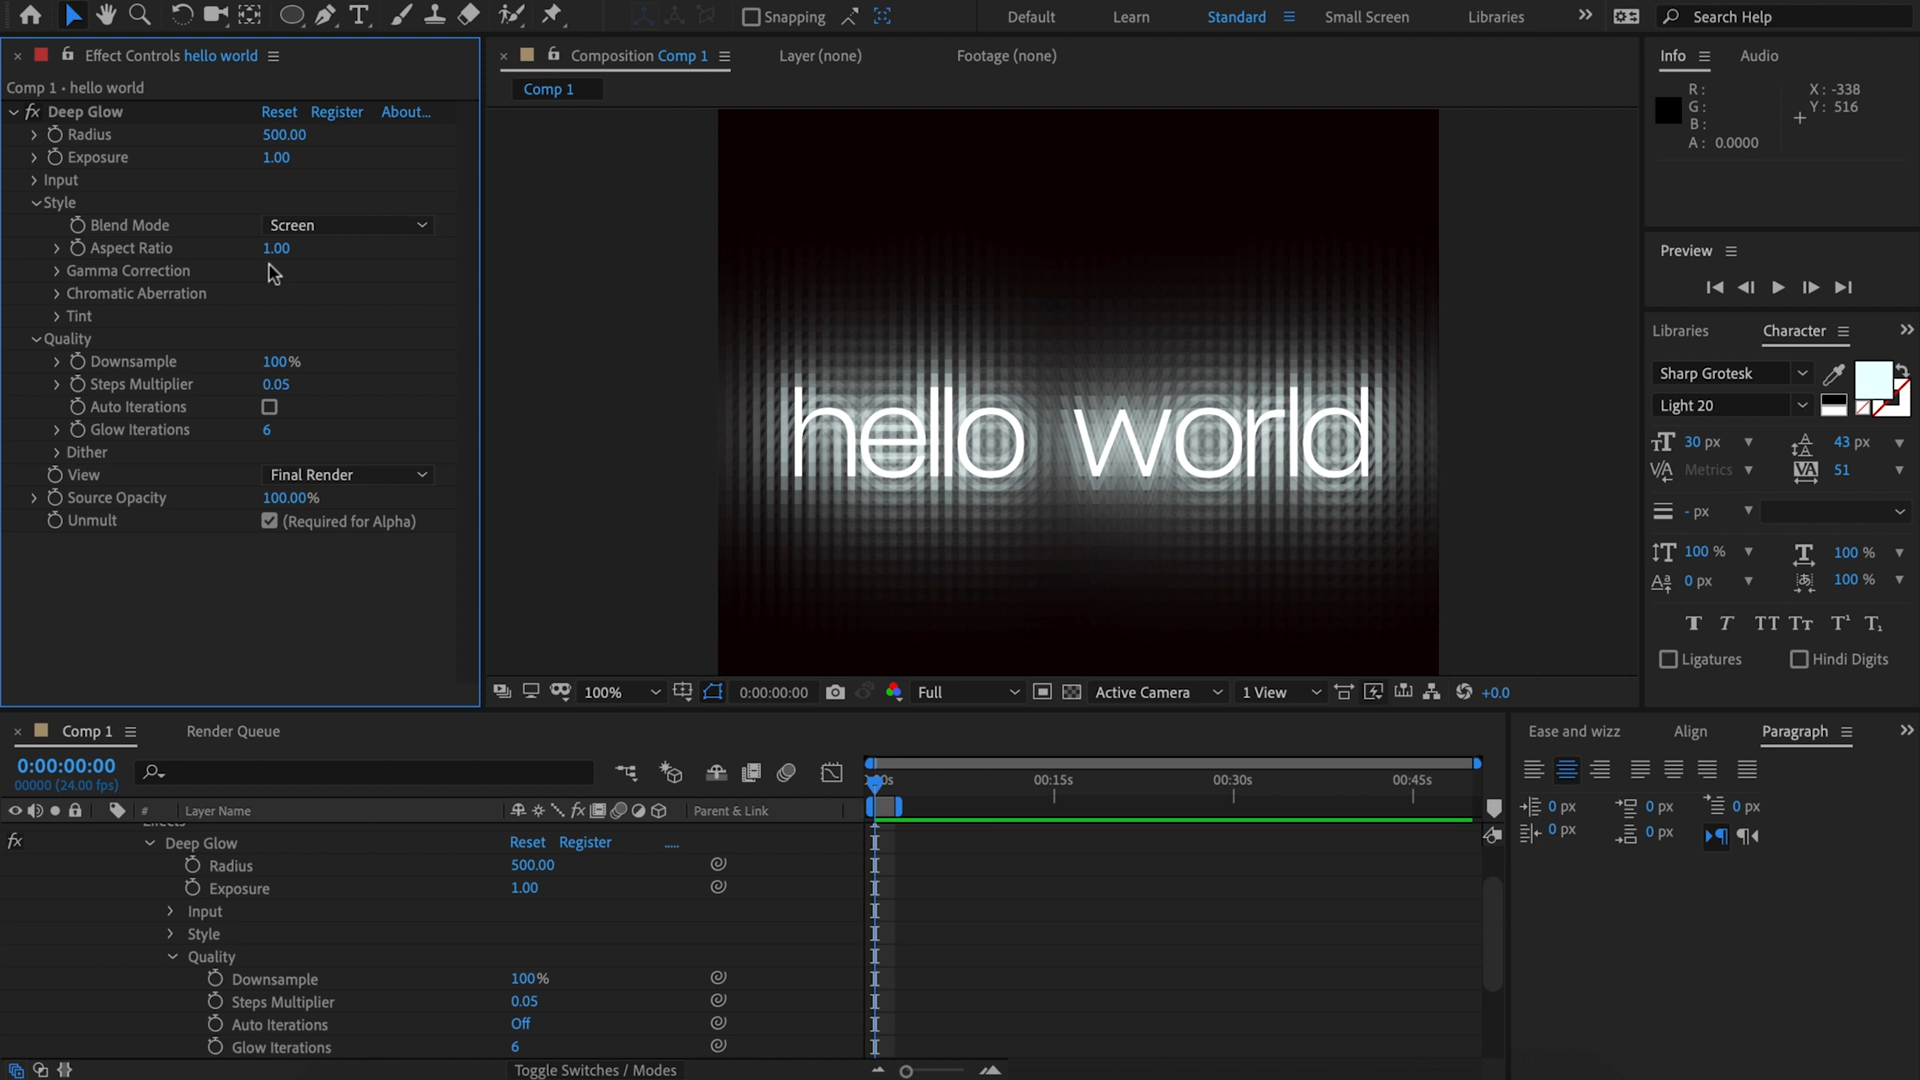 Snapping
Default
Learn
Standard
Small Screen
Libraries
Search Help
Effect Controls hello world
Comp 1 • hello world
fx Deep Glow Reset Register About...
Radius 500.00
Exposure 1.00
Input
Style
Blend Mode Screen
Aspect Ratio 1.00
Gamma Correction
Chromatic Aberration
Tint
Quality
Downsample 100%
Steps Multiplier 0.05
Auto Iterations
Glow Iterations 6
Dither
View Final Render
Source Opacity 100.00%
Unmult (Required for Alpha)
Composition Comp 1
Layer (none)
Footage (none)
Comp 1
hello world
100%
0:00:00:00
Full
Active Camera
1 View
+0.0
Info
Audio
R:
G:
B:
A: 0.0000
X: -338
Y: 516
Preview
Libraries
Character
Sharp Grotesk
Light 20
30 px
43 px
Metrics
51
- px
100 %
100 %
0 px
100 %
Ligatures
Hindi Digits
Comp 1
Render Queue
0:00:00:00
00000 (24.00 fps)
# Layer Name
fx
Parent & Link
00:15s
00:30s
00:45s
Effects
fx
Deep Glow Reset Register .....
Radius 500.00
Exposure 1.00
Input
Style
Quality
Downsample 100%
Steps Multiplier 0.05
Auto Iterations Off
Glow Iterations 6
Toggle Switches / Modes
Ease and wizz
Align
Paragraph
0 px
0 px
0 px
0 px
0 px